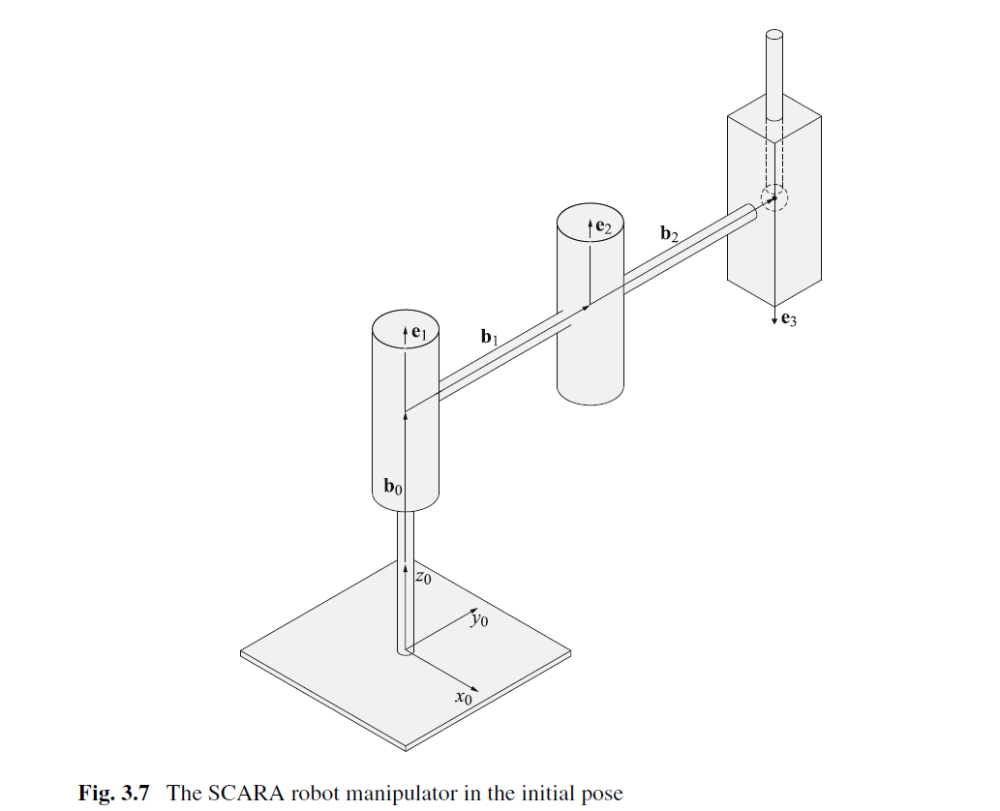 e3
e2
b2
e1
b1
b0
z0
y0
x0
Fig. 3.7 The SCARA robot manipulator in the initial pose